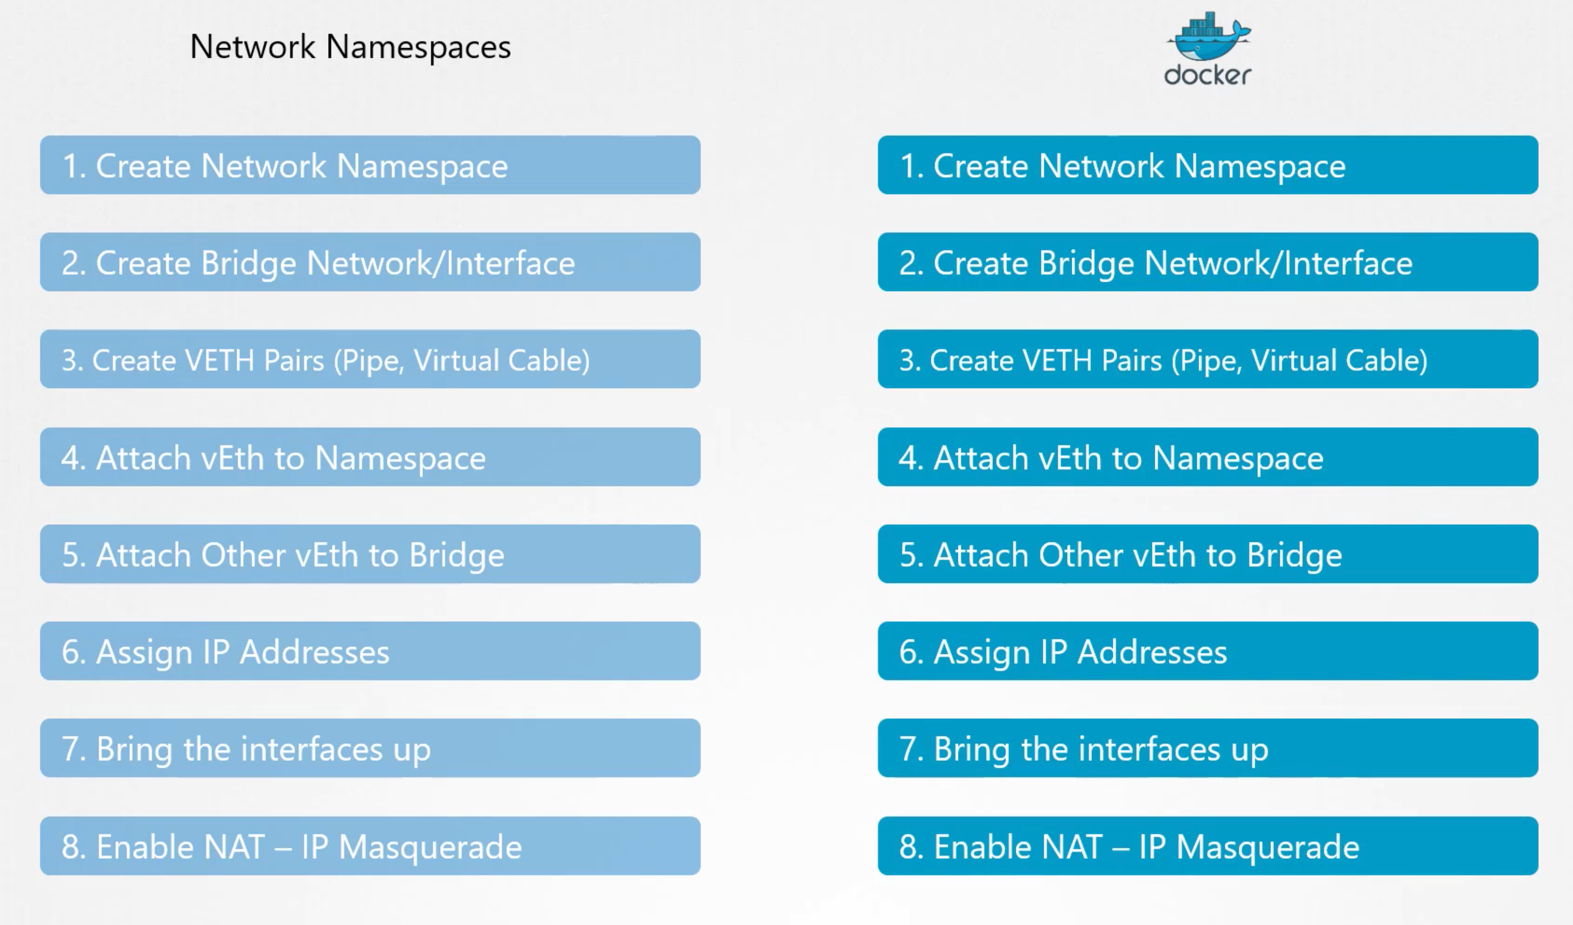 Network Namespaces
1. Create Network Namespace
2. Create Bridge Network/Interface
3. Create VETH Pairs (Pipe, Virtual Cable)
4. Attach vEth to Namespace
5. Attach Other vEth to Bridge
6. Assign IP Addresses
7. Bring the interfaces up
8. Enable NAT – IP Masquerade
docker
1. Create Network Namespace
2. Create Bridge Network/Interface
3. Create VETH Pairs (Pipe, Virtual Cable)
4. Attach vEth to Namespace
5. Attach Other vEth to Bridge
6. Assign IP Addresses
7. Bring the interfaces up
8. Enable NAT – IP Masquerade